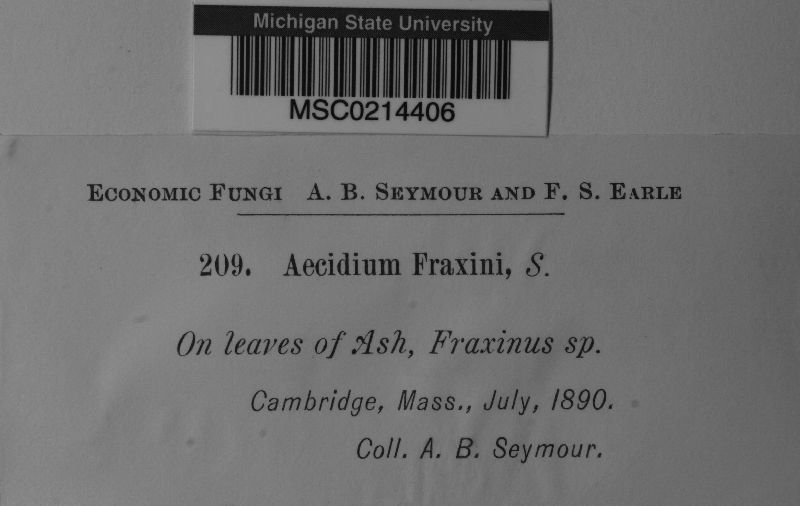 Michigan State University
MSC0214406
ECONOMIC FUNGI A. B. SEYMOUR AND F. S. EARLE
209. Aecidium Fraxini, S.
On leaves of Ash, Fraxinus sp.
Cambridge, Mass., July, 1890.
Coll. A. B. Seymour.